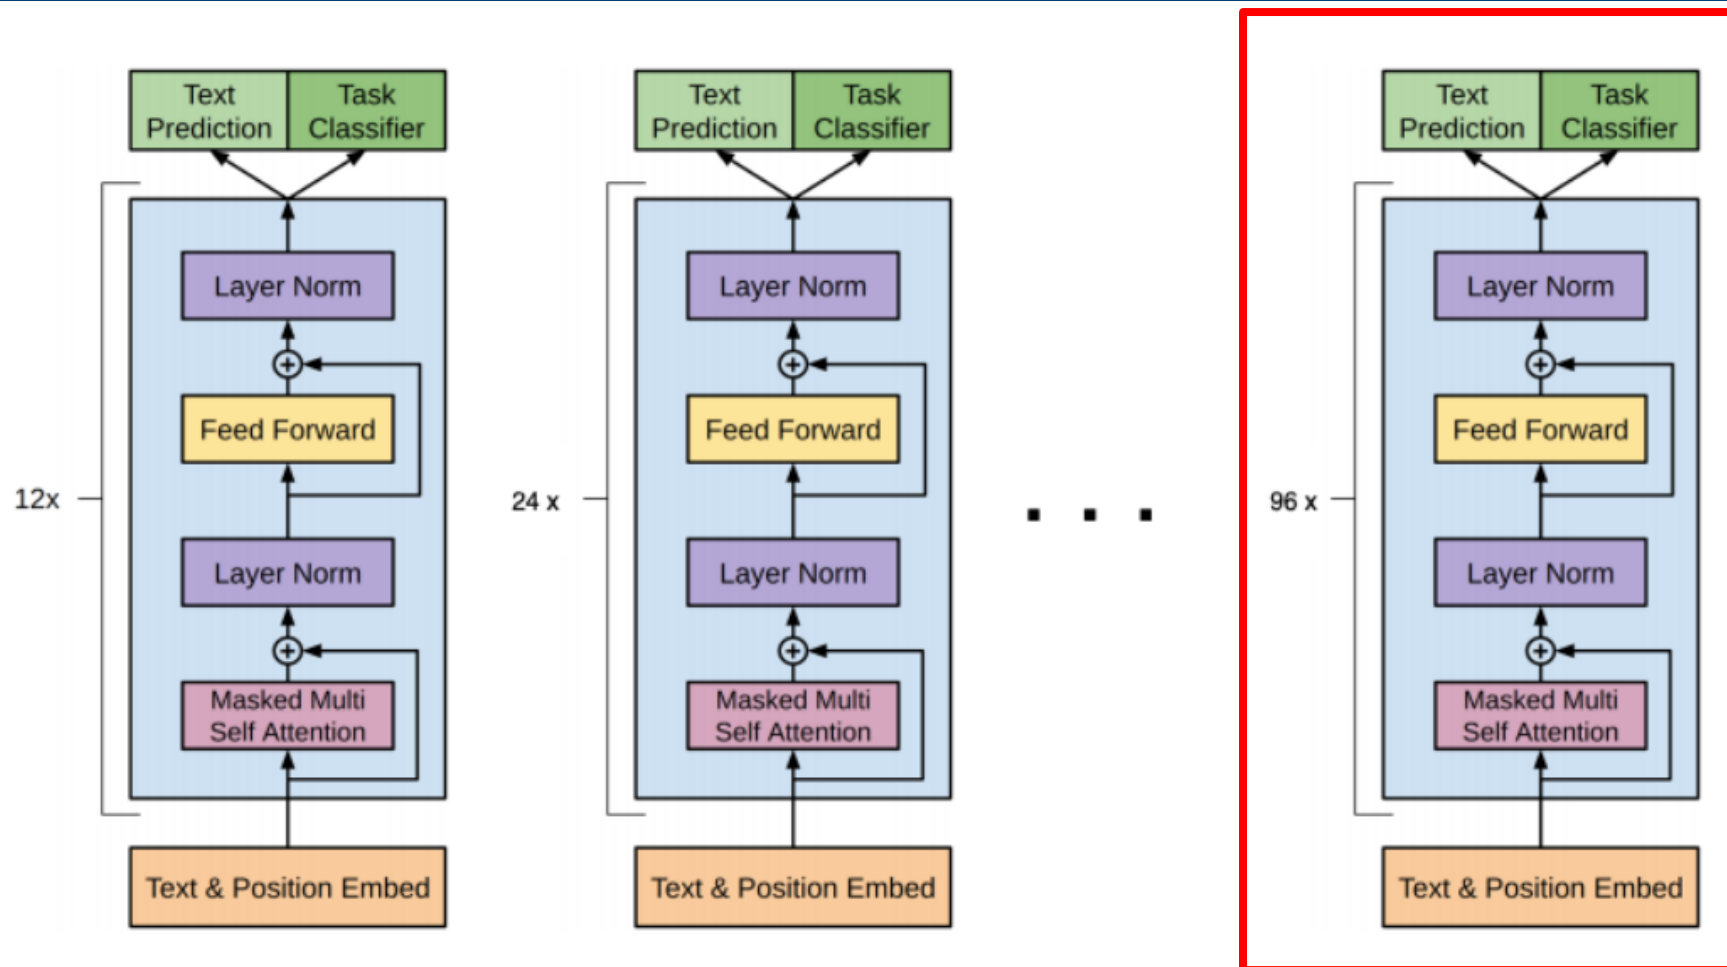 Text
Prediction
Task
Classifier
Layer Norm
Feed Forward
12x
Layer Norm
Masked Multi
Self Attention
Text & Position Embed
Text
Prediction
Task
Classifier
Layer Norm
Feed Forward
24 x
Layer Norm
Masked Multi
Self Attention
Text & Position Embed
. . .
Text
Prediction
Task
Classifier
Layer Norm
Feed Forward
96 x
Layer Norm
Masked Multi
Self Attention
Text & Position Embed